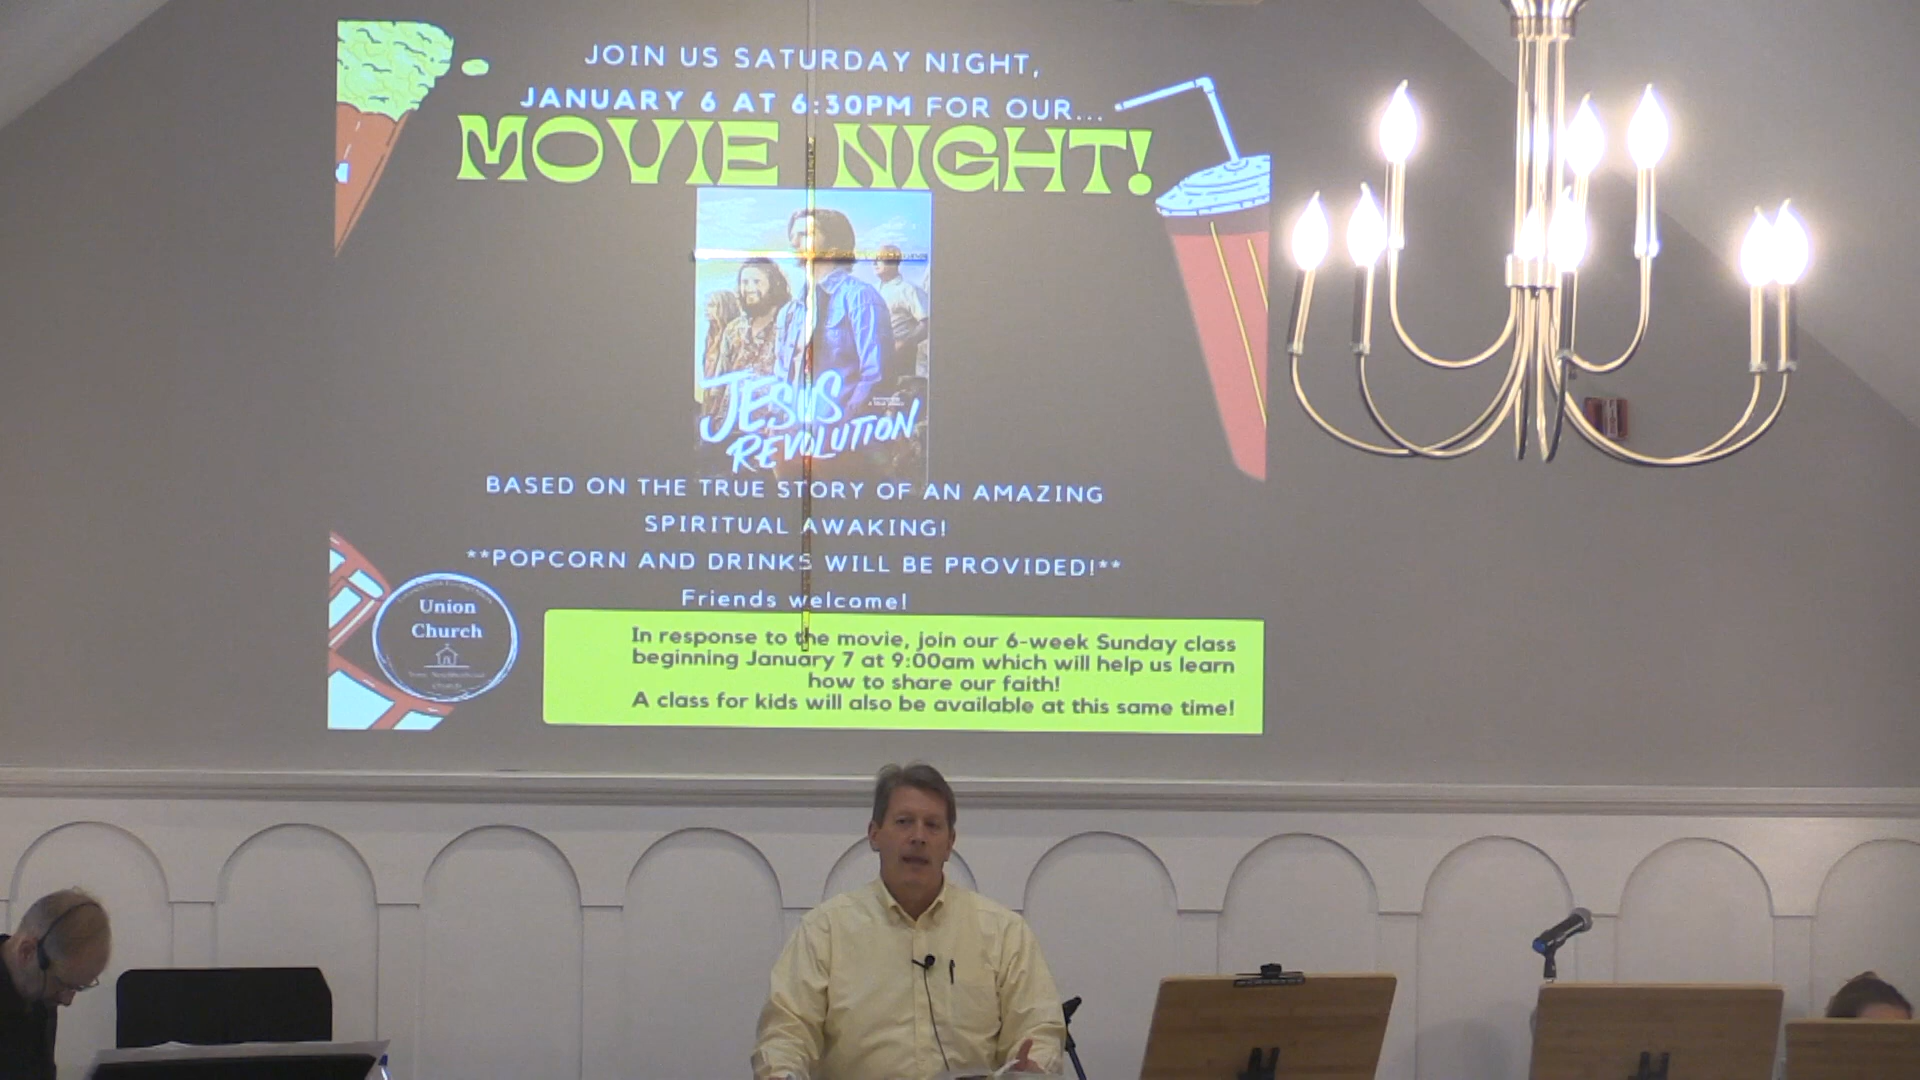 JOIN US SATURDAY NIGHT,
JANUARY 6 AT 6:30PM FOR OUR...
MOVIE NIGHT!
JESUS
REVOLUTION
BASED ON THE TRUE STORY OF AN AMAZING
SPIRITUAL AWAKING!
**POPCORN AND DRINKS WILL BE PROVIDED!**
Friends welcome!
Union
Church
In response to the movie, join our 6-week Sunday class
beginning January 7 at 9:00am which will help us learn
how to share our faith!
A class for kids will also be available at this same time!